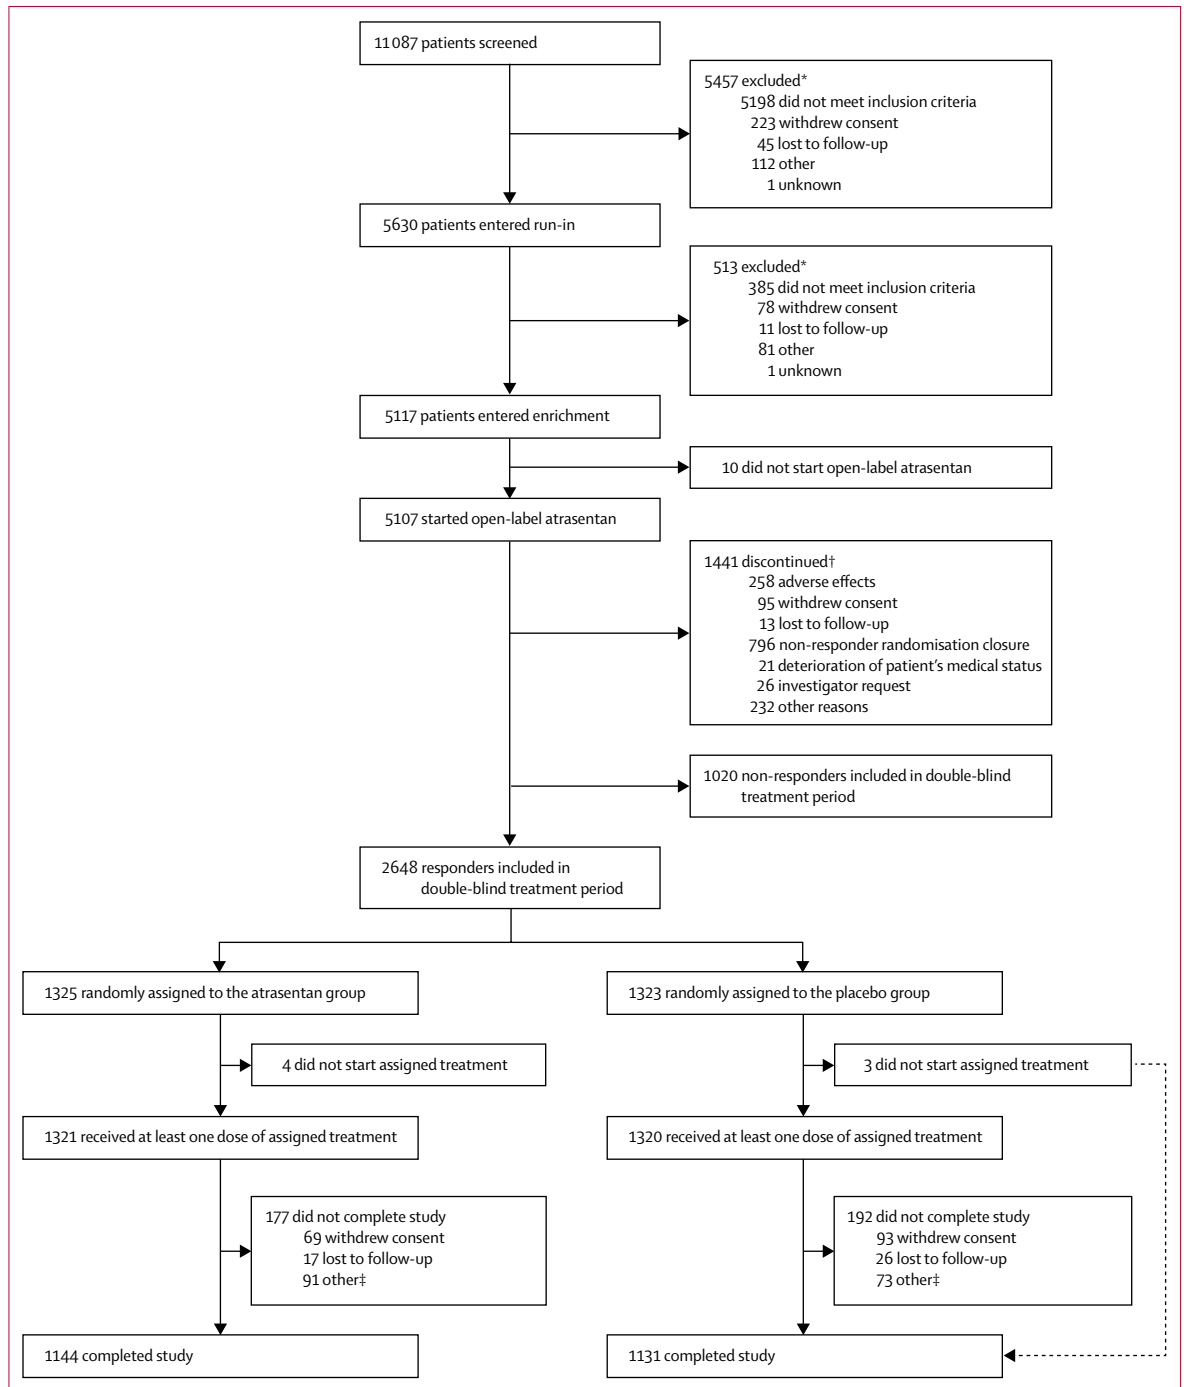 11 087 patients screened
5457 excluded*
5198 did not meet inclusion criteria
223 withdrew consent
45 lost to follow-up
112 other
1 unknown
5630 patients entered run-in
513 excluded*
385 did not meet inclusion criteria
78 withdrew consent
11 lost to follow-up
81 other
1 unknown
5117 patients entered enrichment
10 did not start open-label atrasentan
5107 started open-label atrasentan
1441 discontinued†
258 adverse effects
95 withdrew consent
13 lost to follow-up
796 non-responder randomisation closure
21 deterioration of patient’s medical status
26 investigator request
232 other reasons
1020 non-responders included in double-blind
treatment period
2648 responders included in
double-blind treatment period
1325 randomly assigned to the atrasentan group
1323 randomly assigned to the placebo group
4 did not start assigned treatment
3 did not start assigned treatment
1321 received at least one dose of assigned treatment
1320 received at least one dose of assigned treatment
177 did not complete study
69 withdrew consent
17 lost to follow-up
91 other‡
192 did not complete study
93 withdrew consent
26 lost to follow-up
73 other‡
1144 completed study
1131 completed study